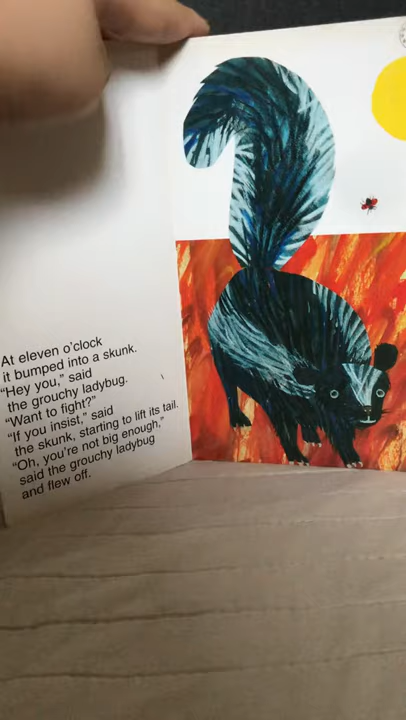 At eleven o'clock
it bumped into a skunk.
"Hey you," said
the grouchy ladybug.
"Want to fight?"
"If you insist," said
the skunk, starting to lift its tail.
"Oh, you're not big enough,"
said the grouchy ladybug
and flew off.